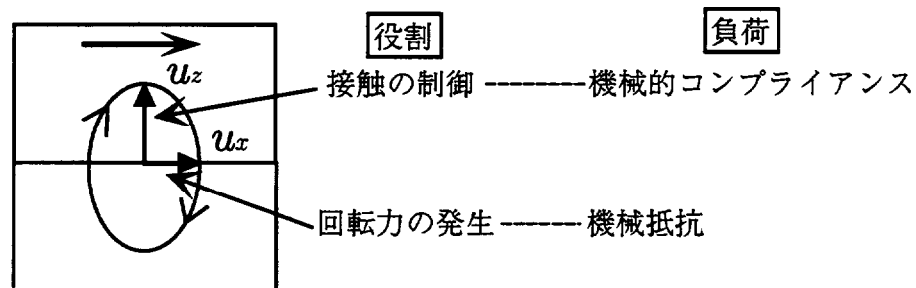 役割 負荷
uz
接触の制御 ------- 機械的コンプライアンス
ux
回転力の発生 ------- 機械抵抗